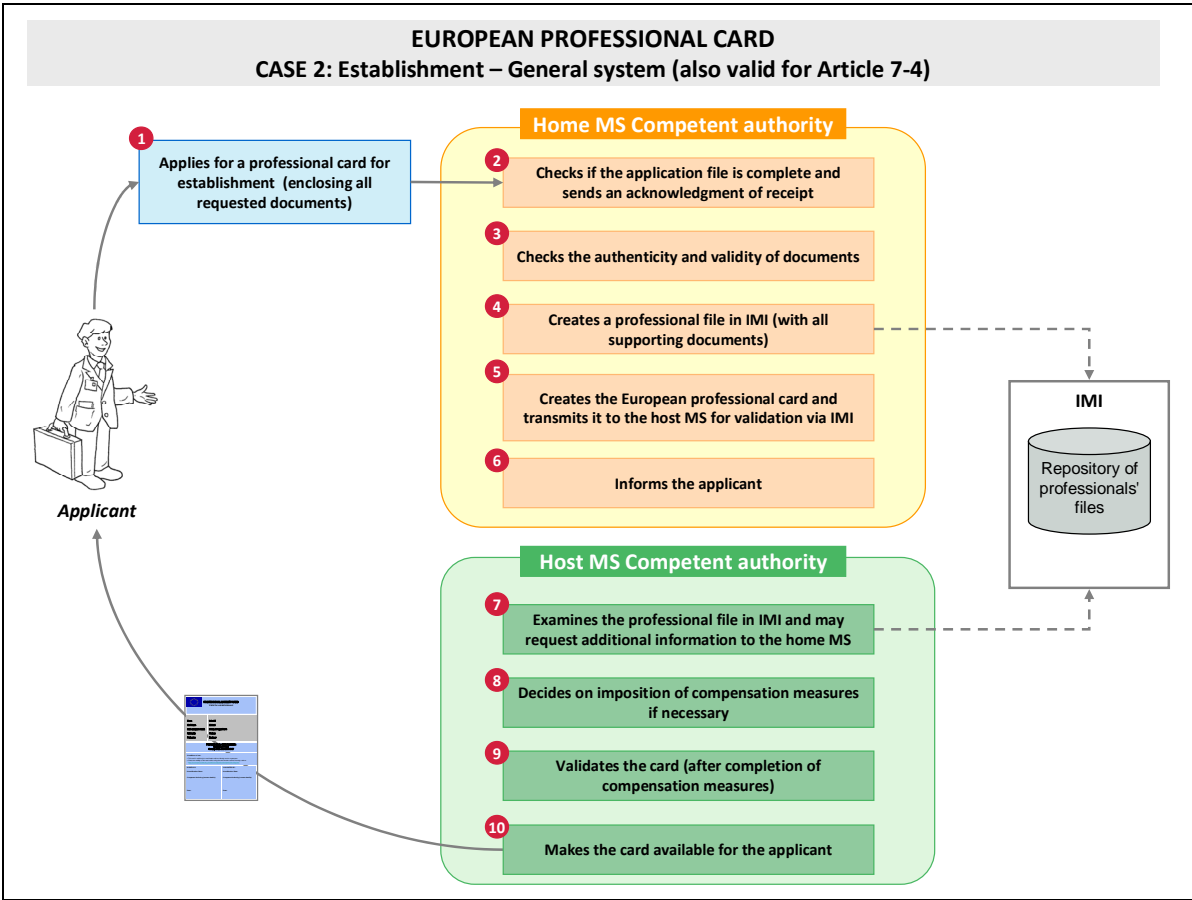 EUROPEAN PROFESSIONAL CARD
CASE 2: Establishment – General system (also valid for Article 7-4)
1
Applies for a professional card for
establishment (enclosing all
requested documents)
Home MS Competent authority
2
Checks if the application file is complete and
sends an acknowledgment of receipt
3
Checks the authenticity and validity of documents
4
Creates a professional file in IMI (with all
supporting documents)
5
Creates the European professional card and
transmits it to the host MS for validation via IMI
6
Informs the applicant
IMI
Repository of
professionals'
files
Applicant
Host MS Competent authority
7
Examines the professional file in IMI and may
request additional information to the home MS
8
Decides on imposition of compensation measures
if necessary
9
Validates the card (after completion of
compensation measures)
10
Makes the card available for the applicant